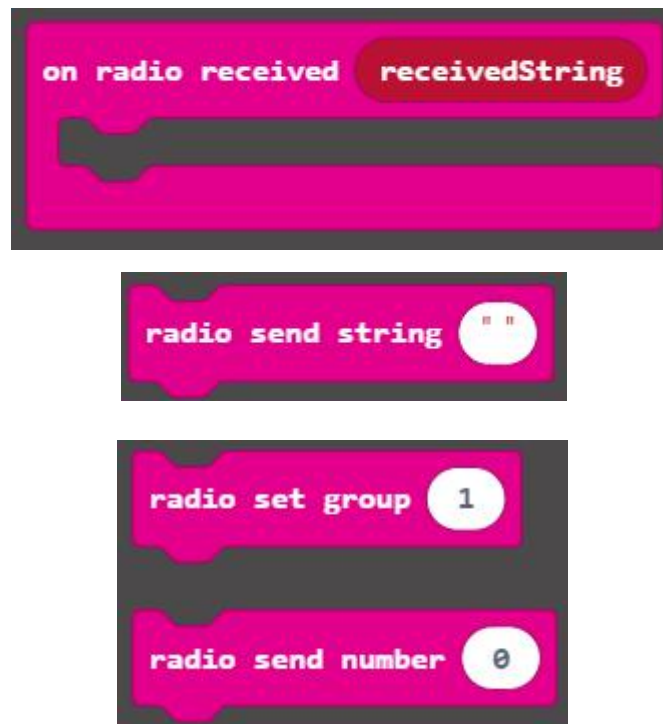 on radio received receivedString
radio send string " "
radio set group 1
radio send number 0